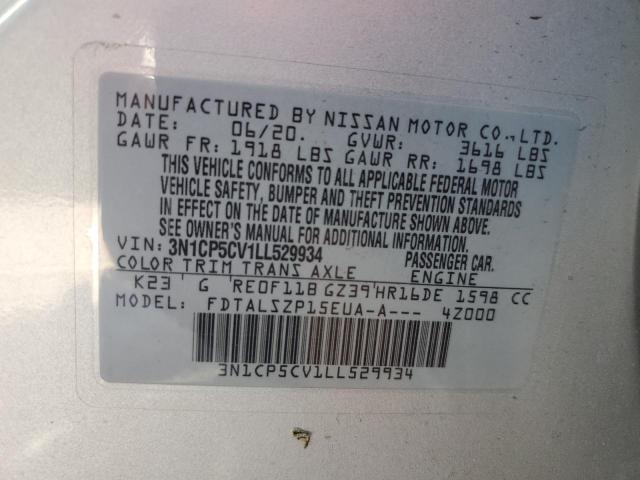 MANUFACTURED BY NISSAN MOTOR CO.,LTD.
DATE: 06/20. GVWR: 3616 LBS
GAWR FR: 1918 LBS GAWR RR: 1698 LBS
THIS VEHICLE CONFORMS TO ALL APPLICABLE FEDERAL MOTOR
VEHICLE SAFETY, BUMPER AND THEFT PREVENTION STANDARDS
IN EFFECT ON THE DATE OF MANUFACTURE SHOWN ABOVE.
SEE OWNER'S MANUAL FOR ADDITIONAL INFORMATION.
VIN: 3N1CP5CV1LL529934 PASSENGER CAR.
COLOR TRIM TRANS AXLE ENGINE
K23 ' G ' RE0F11B GZ39'HR16DE 1598 CC
MODEL: FDTALSZP15EUA-A--- 4Z000
3N1CP5CV1LL529934